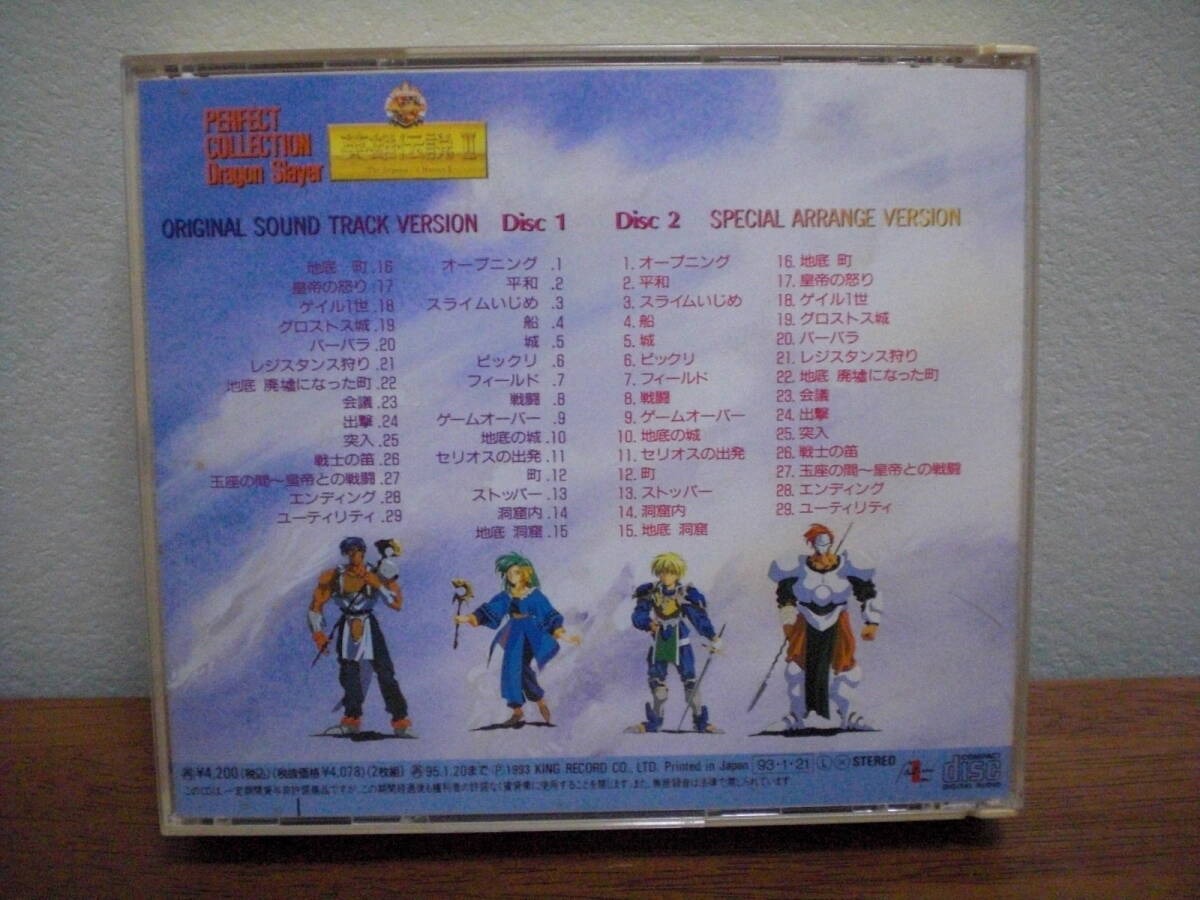 PERFECT
COLLECTION
Dragon Slayer
英雄伝説 II
ORIGINAL SOUND TRACK VERSION Disc 1
オープニング .1
平和 .2
スライムいじめ .3
船 .4
城 .5
ビックリ .6
フィールド .7
戦闘 .8
ゲームオーバー .9
地底の城 .10
セリオスの出発 .11
町 .12
ストッパー .13
洞窟内 .14
地底 洞窟 .15
地底 町 .16
皇帝の怒り .17
ゲイル1世 .18
グロストス城 .19
バーバラ .20
レジスタンス狩り .21
地底 廃墟になった町 .22
会議 .23
出撃 .24
突入 .25
戦士の笛 .26
玉座の間〜皇帝との戦闘 .27
エンディング .28
ユーティリティ .29
Disc 2 SPECIAL ARRANGE VERSION
1. オープニング
2. 平和
3. スライムいじめ
4. 船
5. 城
6. ビックリ
7. フィールド
8. 戦闘
9. ゲームオーバー
10. 地底の城
11. セリオスの出発
12. 町
13. ストッパー
14. 洞窟内
15. 地底 洞窟
16. 地底 町
17. 皇帝の怒り
18. ゲイル1世
19. グロストス城
20. バーバラ
21. レジスタンス狩り
22. 地底 廃墟になった町
23. 会議
24. 出撃
25. 突入
26. 戦士の笛
27. 玉座の間〜皇帝との戦闘
28. エンディング
29. ユーティリティ
¥4,200(税込)(税抜価格¥4,078)(2枚組) 95.1.20まで Ⓟ1993 KING RECORD CO., LTD. Printed in Japan 93・1・21 Ⓛ STEREO
COMPACT disc DIGITAL AUDIO